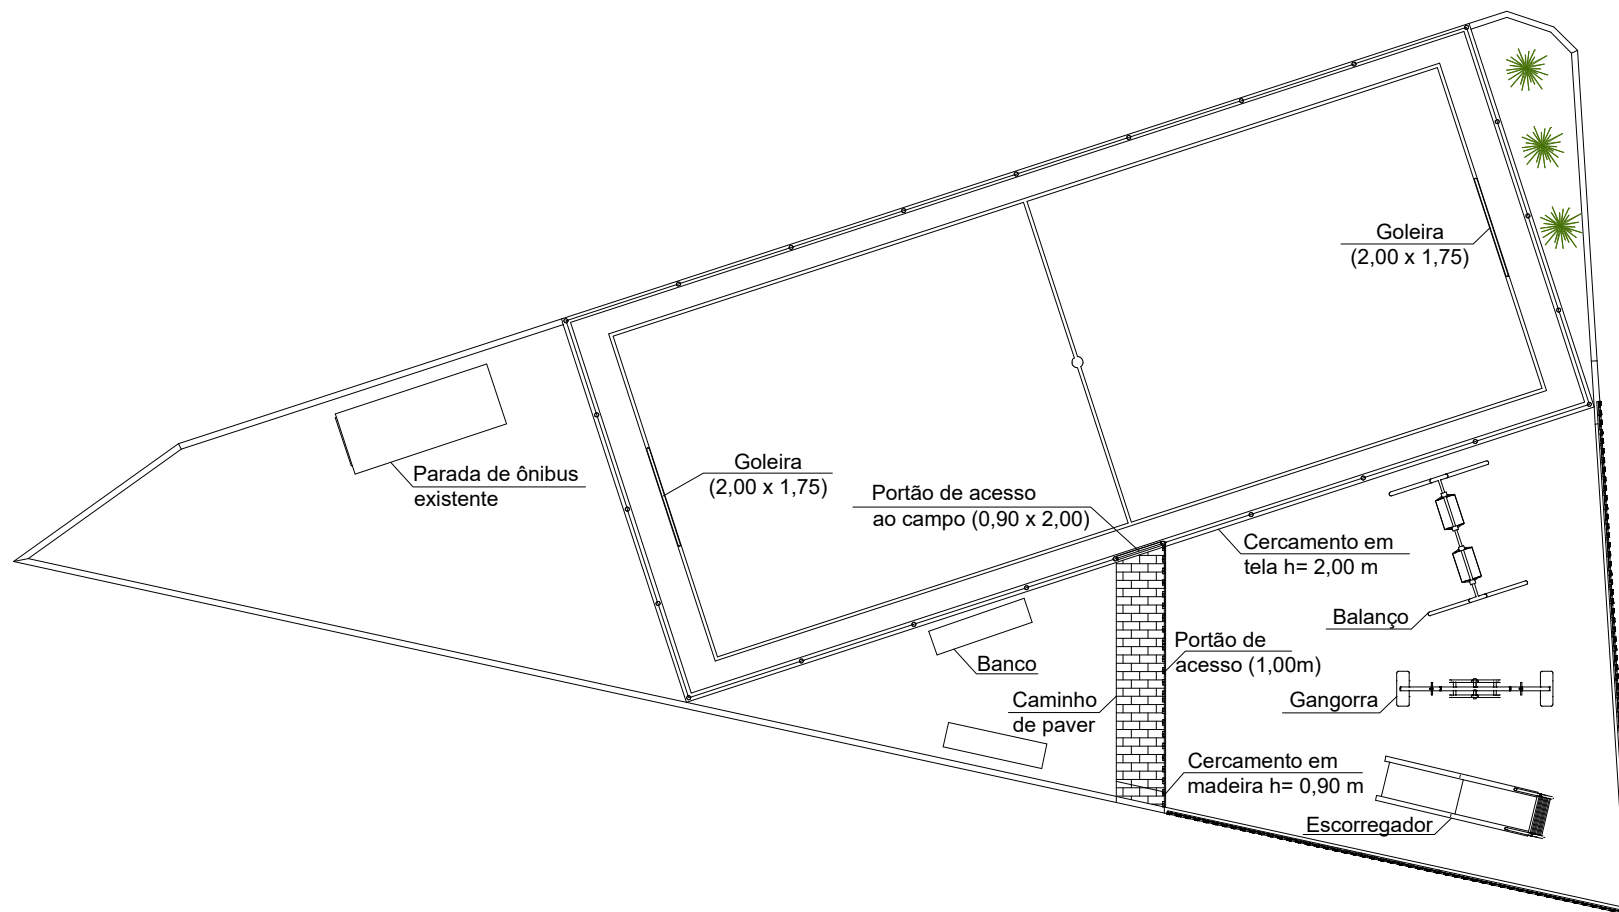 Goleira
(2,00 x 1,75)
Goleira
(2,00 x 1,75)
Parada de ônibus
existente
Portão de acesso
ao campo (0,90 x 2,00)
Cercamento em
tela h= 2,00 m
Balanço
Banco
Portão de
acesso (1,00m)
Caminho
de paver
Gangorra
Cercamento em
madeira h= 0,90 m
Escorregador